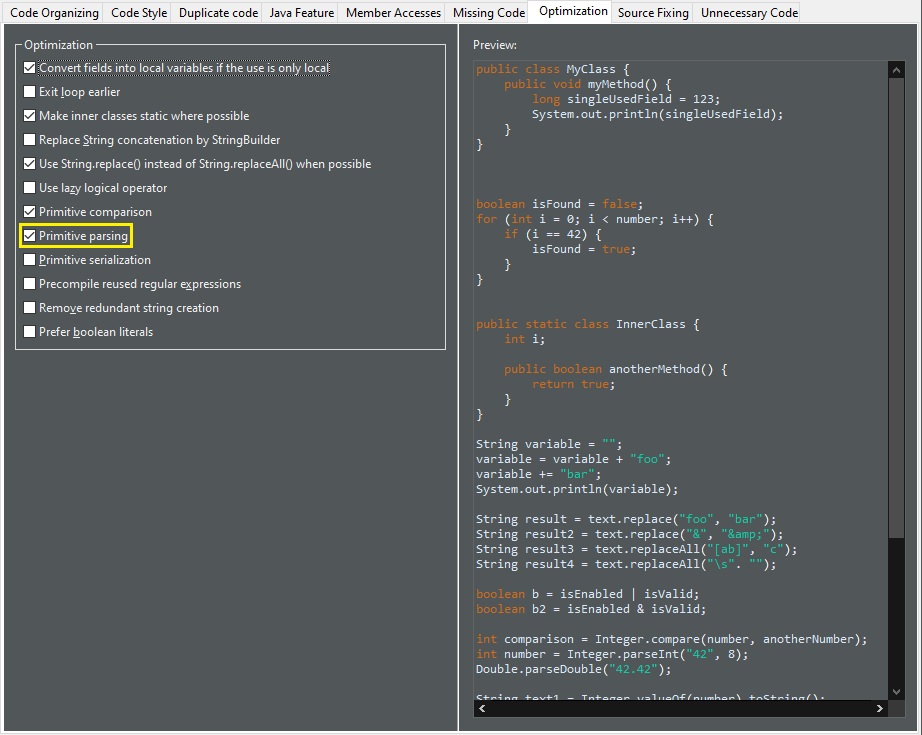 Code Organizing Code Style Duplicate code Java Feature Member Accesses Missing Code Optimization Source Fixing Unnecessary Code
Optimization
Convert fields into local variables if the use is only local
Exit loop earlier
Make inner classes static where possible
Replace String concatenation by StringBuilder
Use String.replace() instead of String.replaceAll() when possible
Use lazy logical operator
Primitive comparison
Primitive parsing
Primitive serialization
Precompile reused regular expressions
Remove redundant string creation
Prefer boolean literals
Preview:
public class MyClass {
    public void myMethod() {
        long singleUsedField = 123;
        System.out.println(singleUsedField);
    }
}
boolean isFound = false;
for (int i = 0; i < number; i++) {
    if (i == 42) {
        isFound = true;
    }
}
public static class InnerClass {
    int i;
    public boolean anotherMethod() {
        return true;
    }
}
String variable = "";
variable = variable + "foo";
variable += "bar";
System.out.println(variable);
String result = text.replace("foo", "bar");
String result2 = text.replace("&", "&amp;");
String result3 = text.replaceAll("[ab]", "c");
String result4 = text.replaceAll("\s". "");
boolean b = isEnabled | isValid;
boolean b2 = isEnabled & isValid;
int comparison = Integer.compare(number, anotherNumber);
int number = Integer.parseInt("42", 8);
Double.parseDouble("42.42");
String text1 = Integer.valueOf(number).toString();